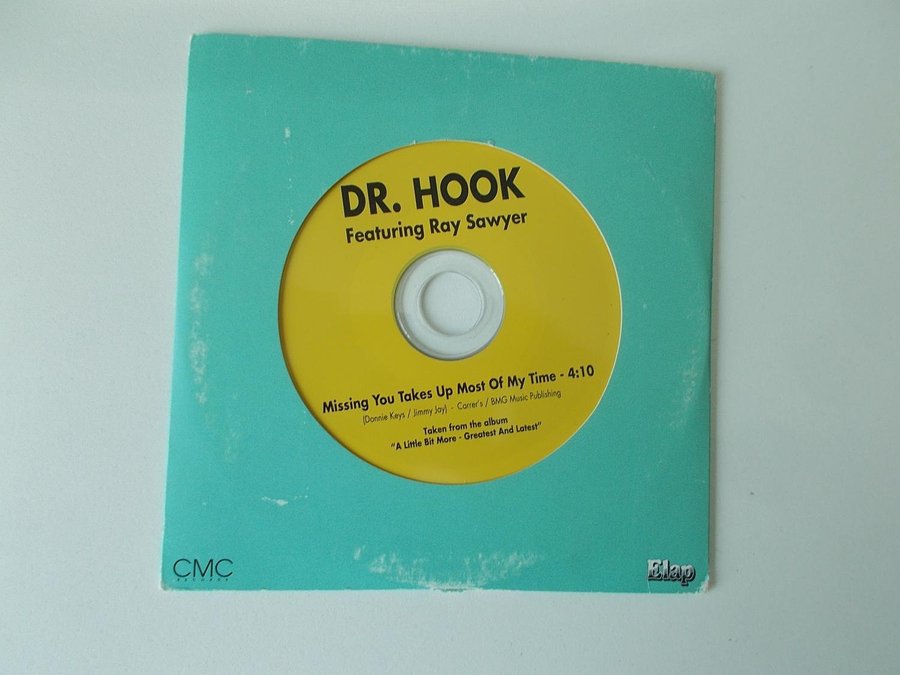 DR. HOOK
Featuring Ray Sawyer
Missing You Takes Up Most Of My Time - 4:10
(Donnie Keys / Jimmy Jay) - Carrer's / BMG Music Publishing
Taken from the album
"A Little Bit More - Greatest And Latest"
CMC
RECORDS
Elap